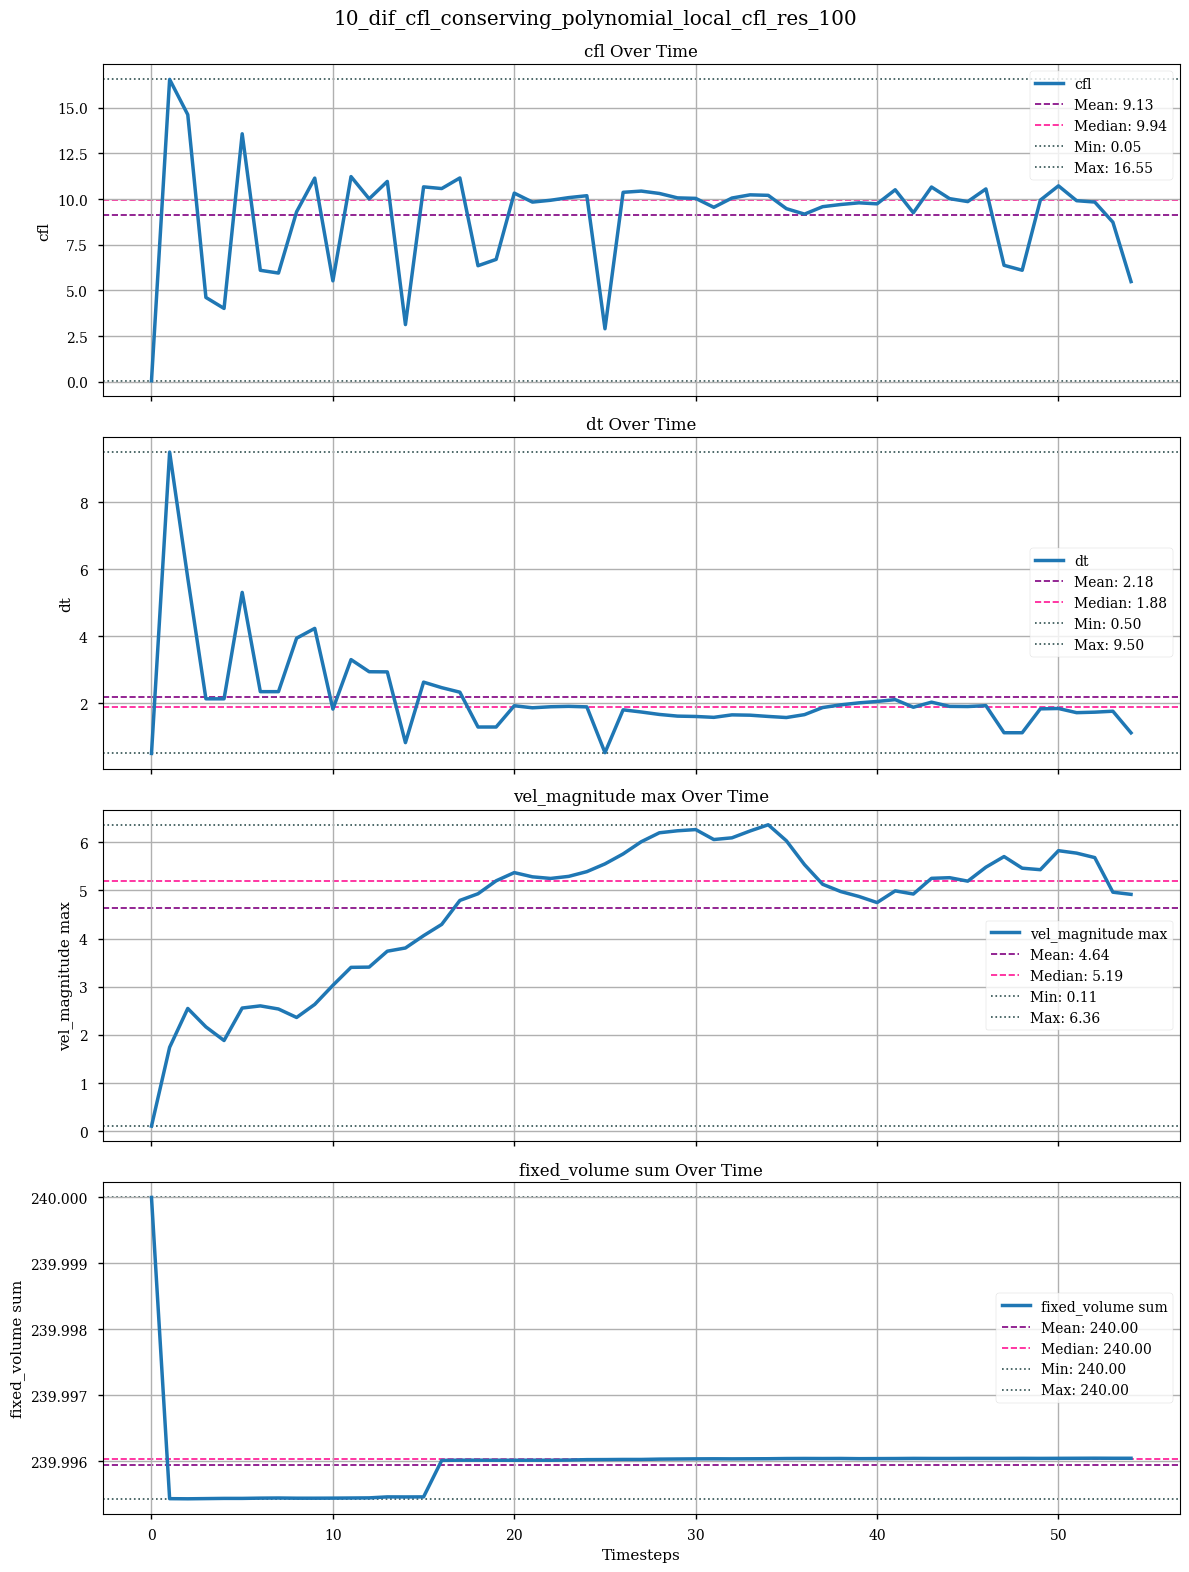 10_dif_cfl_conserving_polynomial_local_cfl_res_100
cfl Over Time
cfl
15.0
12.5
10.0
7.5
5.0
2.5
0.0
cfl
Mean: 9.13
Median: 9.94
Min: 0.05
Max: 16.55
dt Over Time
dt
8
6
4
2
dt
Mean: 2.18
Median: 1.88
Min: 0.50
Max: 9.50
vel_magnitude max Over Time
vel_magnitude max
6
5
4
3
2
1
0
vel_magnitude max
Mean: 4.64
Median: 5.19
Min: 0.11
Max: 6.36
fixed_volume sum Over Time
fixed_volume sum
240.000
239.999
239.998
239.997
239.996
fixed_volume sum
Mean: 240.00
Median: 240.00
Min: 240.00
Max: 240.00
0 10 20 30 40 50
Timesteps